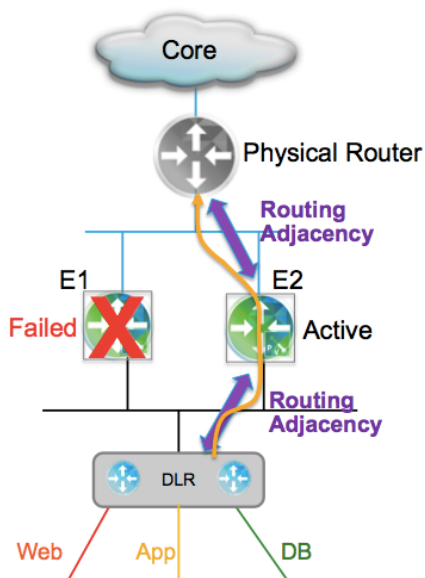 Core
Physical Router
Routing
Adjacency
E1
E2
Failed
Active
Routing
Adjacency
DLR
Web
App
DB